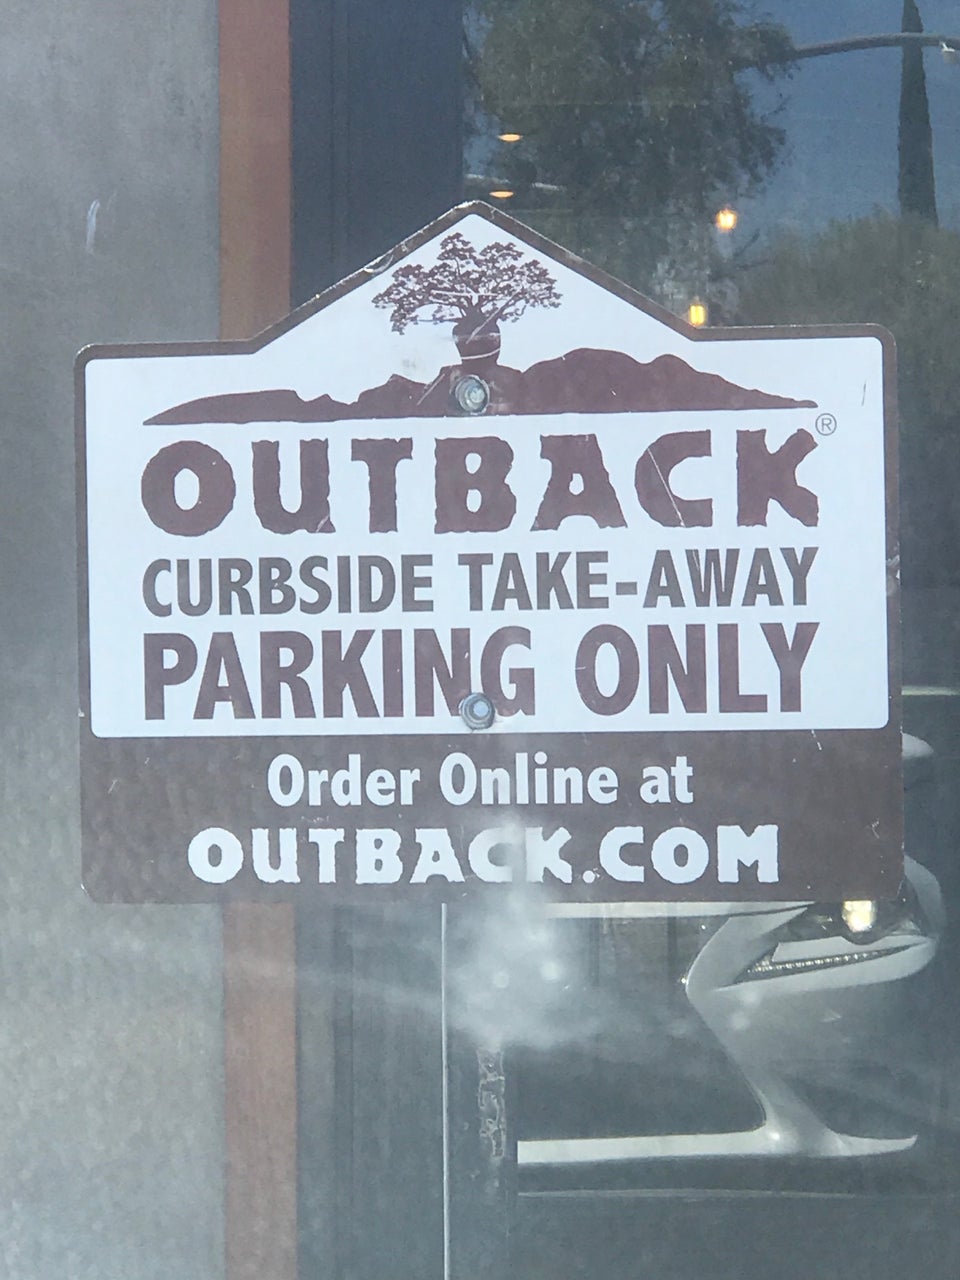 OUTBACK®
CURBSIDE TAKE-AWAY
PARKING ONLY
Order Online at
OUTBACK.COM